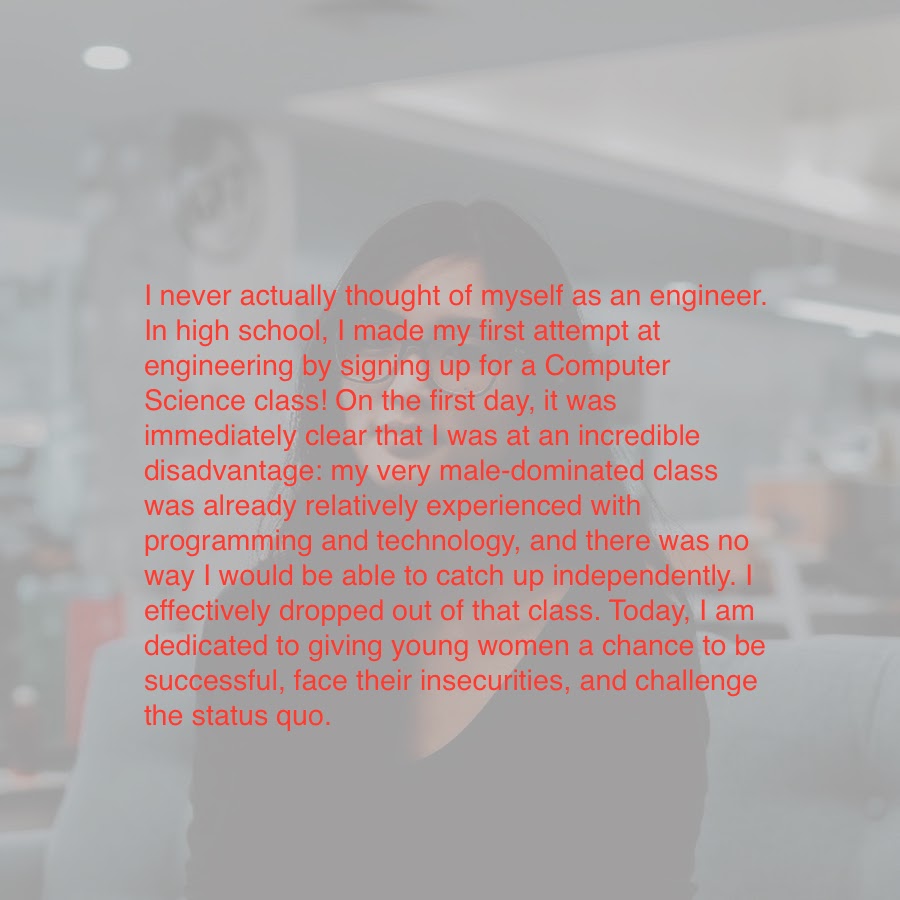 I never actually thought of myself as an engineer.
In high school, I made my first attempt at
engineering by signing up for a Computer
Science class! On the first day, it was
immediately clear that I was at an incredible
disadvantage: my very male-dominated class
was already relatively experienced with
programming and technology, and there was no
way I would be able to catch up independently. I
effectively dropped out of that class. Today, I am
dedicated to giving young women a chance to be
successful, face their insecurities, and challenge
the status quo.